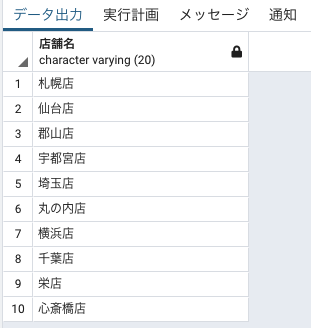 データ出力 実行計画 メッセージ 通知
店舗名
character varying (20)
1 札幌店
2 仙台店
3 郡山店
4 宇都宮店
5 埼玉店
6 丸の内店
7 横浜店
8 千葉店
9 栄店
10 心斎橋店